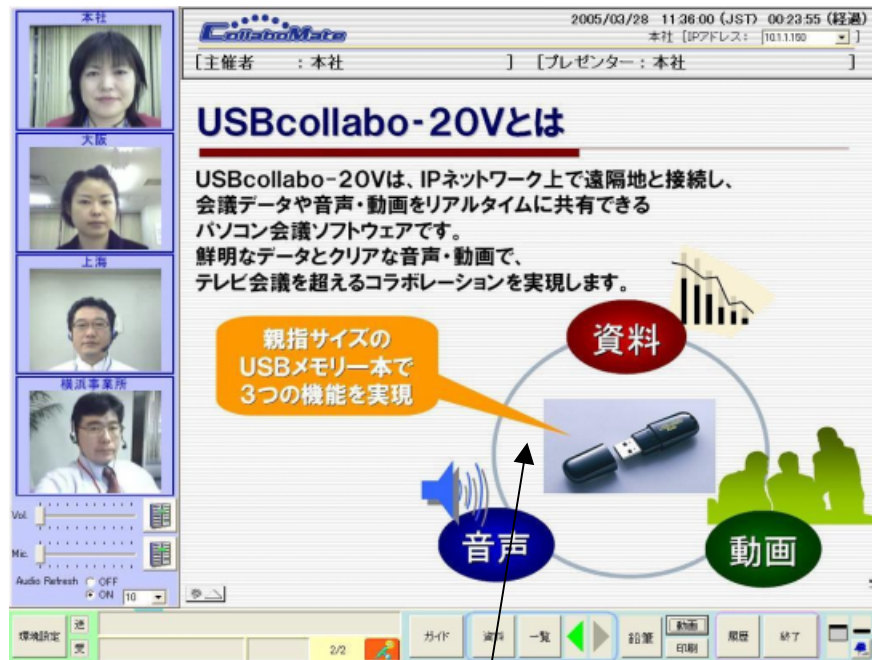 本社
大阪
上海
横浜事業所
Vol.
Mic.
Audio Refresh OFF
ON 10
環境設定
送
受
CollaboMate
2005/03/28 11:36:00 (JST) 00:23:55 (経過)
本社 [IPアドレス: 10.1.1.150 ]
[主催者 :本社 ] [プレゼンター:本社 ]
USBcollabo-20Vとは
USBcollabo-20Vは、IPネットワーク上で遠隔地と接続し、
会議データや音声・動画をリアルタイムに共有できる
パソコン会議ソフトウェアです。
鮮明なデータとクリアな音声・動画で、
テレビ会議を超えるコラボレーションを実現します。
親指サイズの
USBメモリ一本で
3つの機能を実現
資料
音声
動画
2/2
ガイド
資料
一覧
鉛筆
動画
印刷
履歴
終了